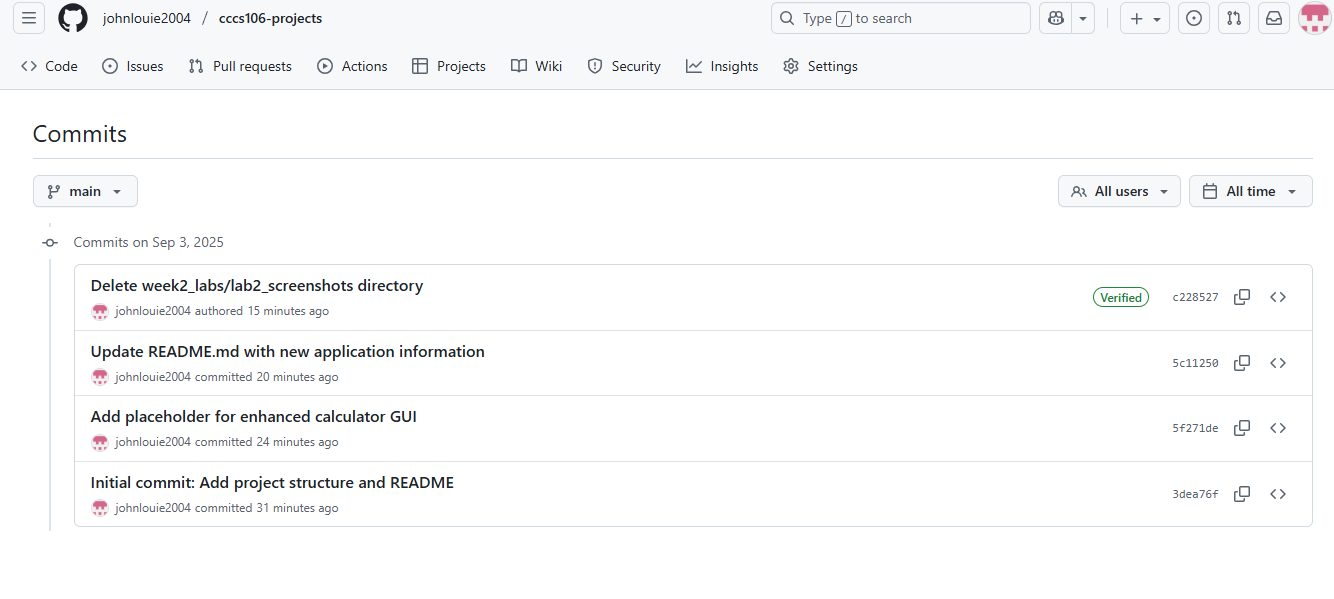 johnlouie2004 / cccs106-projects Type / to search
Code Issues Pull requests Actions Projects Wiki Security Insights Settings
Commits
main All users All time
Commits on Sep 3, 2025
Delete week2_labs/lab2_screenshots directory
johnlouie2004 authored 15 minutes ago
Verified c228527
Update README.md with new application information
johnlouie2004 committed 20 minutes ago
5c11250
Add placeholder for enhanced calculator GUI
johnlouie2004 committed 24 minutes ago
5f271de
Initial commit: Add project structure and README
johnlouie2004 committed 31 minutes ago
3dea76f